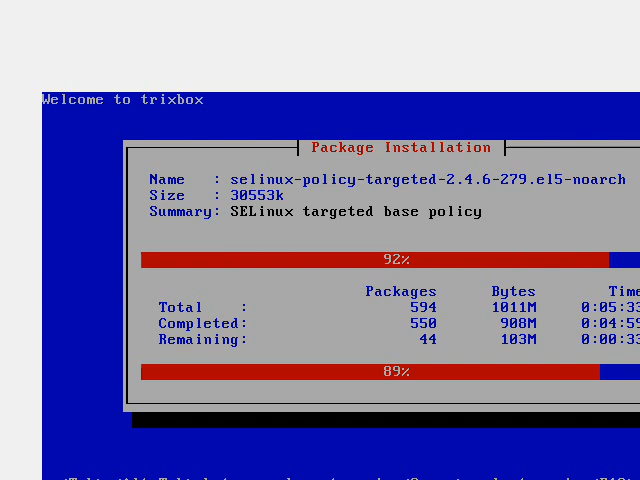 Welcome to trixbox
Package Installation
Name : selinux-policy-targeted-2.4.6-279.el5-noarch
Size : 30553k
Summary: SELinux targeted base policy
92%
Packages Bytes Time
Total : 594 1011M 0:05:33
Completed: 550 908M 0:04:59
Remaining: 44 103M 0:00:33
89%